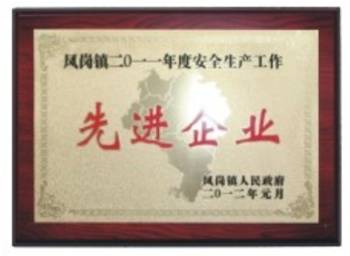 凤岗镇二〇一一年度安全生产工作
先进企业
凤岗镇人民政府
二〇一二年元月